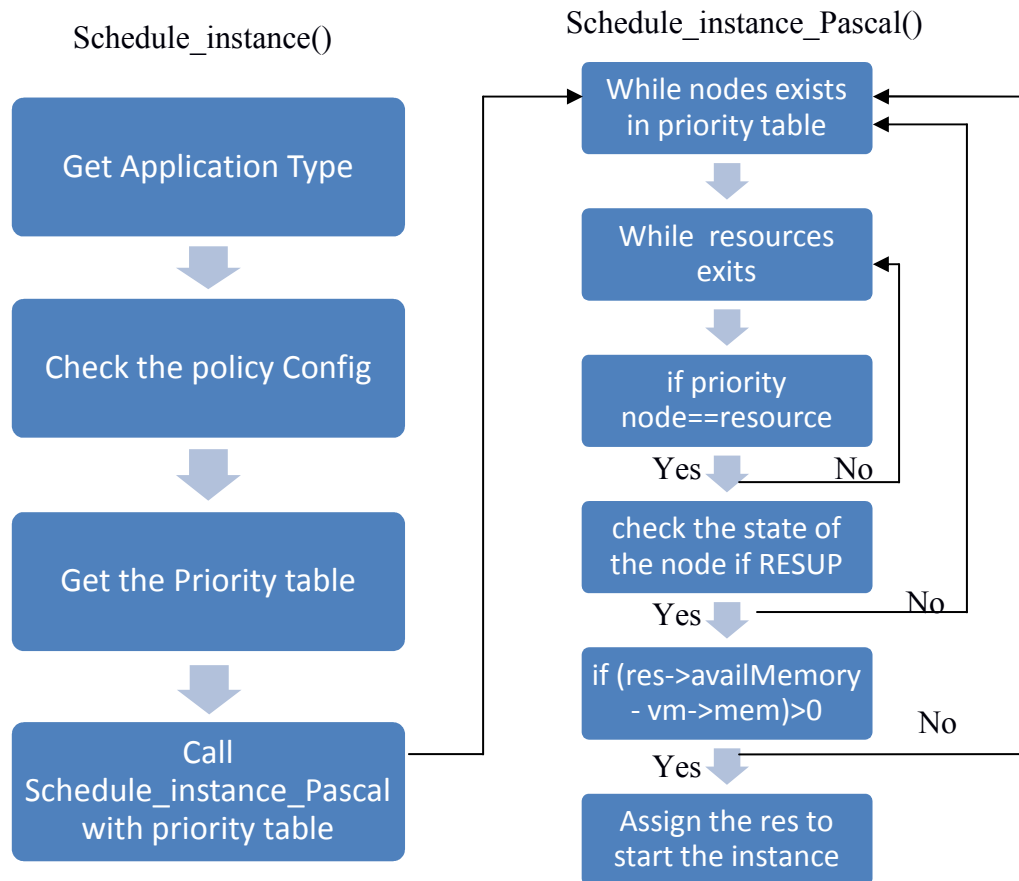 Schedule_instance()
Get Application Type
Check the policy Config
Get the Priority table
Call
Schedule_instance_Pascal
with priority table
Schedule_instance_Pascal()
While nodes exists
in priority table
While resources
exits
if priority
node==resource
Yes
No
check the state of
the node if RESUP
Yes
No
if (res->availMemory
- vm->mem)>0
Yes
No
Assign the res to
start the instance